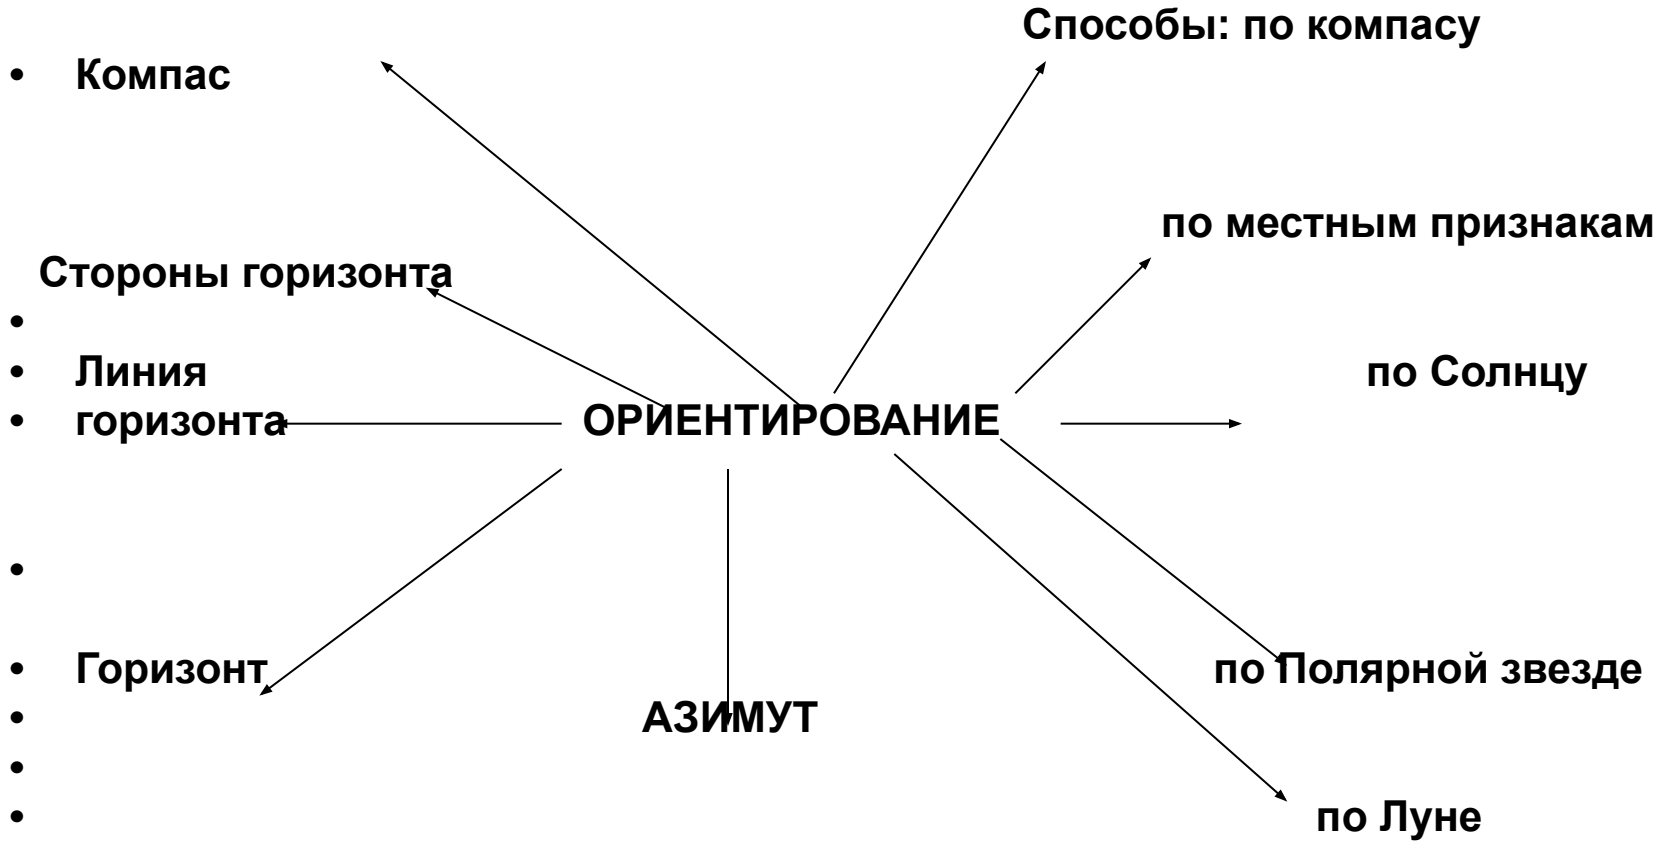 Способы: по компасу
• Компас
по местным признакам
Стороны горизонта
•
• Линия по Солнцу
• горизонта ОРИЕНТИРОВАНИЕ
•
• Горизонт по Полярной звезде
• АЗИМУТ
•
• по Луне